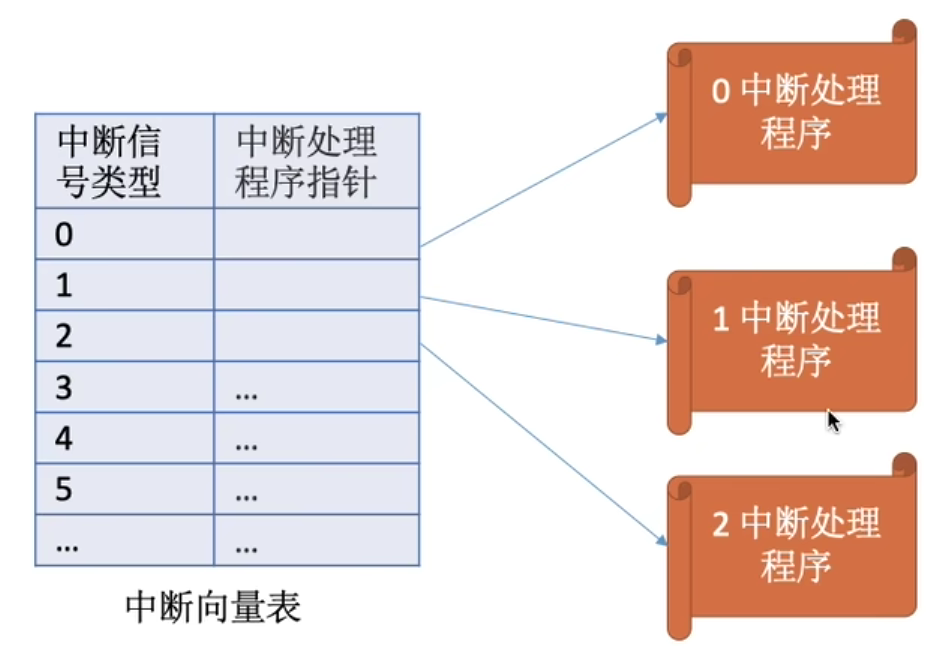 中断信 中断处理
号类型 程序指针
0
1
2
3 ...
4 ...
5 ...
... ...
中断向量表
0 中断处理
程序
1 中断处理
程序
2 中断处理
程序